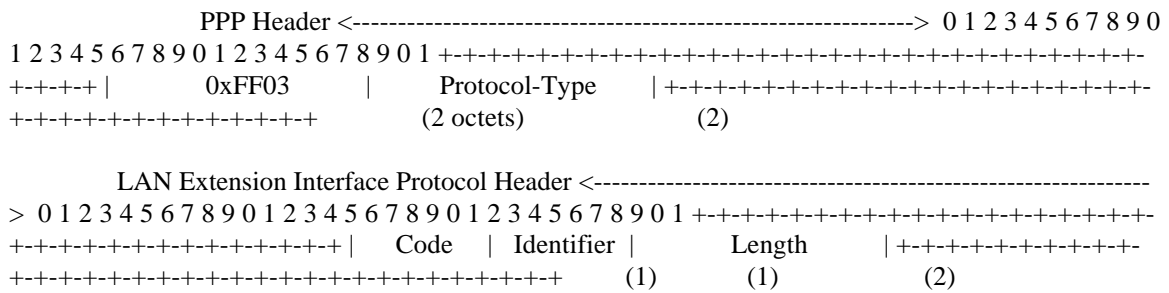 PPP Header <--------------------------------------------------------------> 0 1 2 3 4 5 6 7 8 9 0
1 2 3 4 5 6 7 8 9 0 1 2 3 4 5 6 7 8 9 0 1 +-+-+-+-+-+-+-+-+-+-+-+-+-+-+-+-+-+-+-+-+-+-+-+-+-+-+-+-+-
+-+-+-+ | 0xFF03 | Protocol-Type | +-+-+-+-+-+-+-+-+-+-+-+-+-+-+-+-+-+-+-+-
+-+-+-+-+-+-+-+-+-+-+-+-+ (2 octets) (2)
LAN Extension Interface Protocol Header <--------------------------------------------------------------
> 0 1 2 3 4 5 6 7 8 9 0 1 2 3 4 5 6 7 8 9 0 1 2 3 4 5 6 7 8 9 0 1 +-+-+-+-+-+-+-+-+-+-+-+-+-+-+-+-+-+-+-
+-+-+-+-+-+-+-+-+-+-+-+-+-+ | Code | Identifier | Length | +-+-+-+-+-+-+-+-+-+-
+-+-+-+-+-+-+-+-+-+-+-+-+-+-+-+-+-+-+-+-+-+-+ (1) (1) (2)